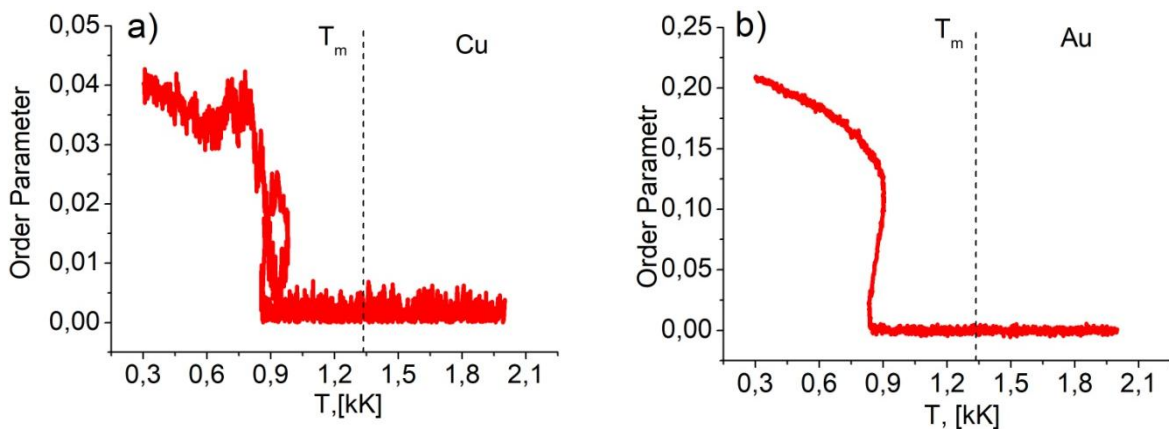 a)
T_m
Cu
Order Parameter
0,05
0,04
0,03
0,02
0,01
0,00
0,3 0,6 0,9 1,2 1,5 1,8 2,1
T,[kK]
b)
T_m
Au
Order Parametr
0,25
0,20
0,15
0,10
0,05
0,00
0,3 0,6 0,9 1,2 1,5 1,8 2,1
T, [kK]